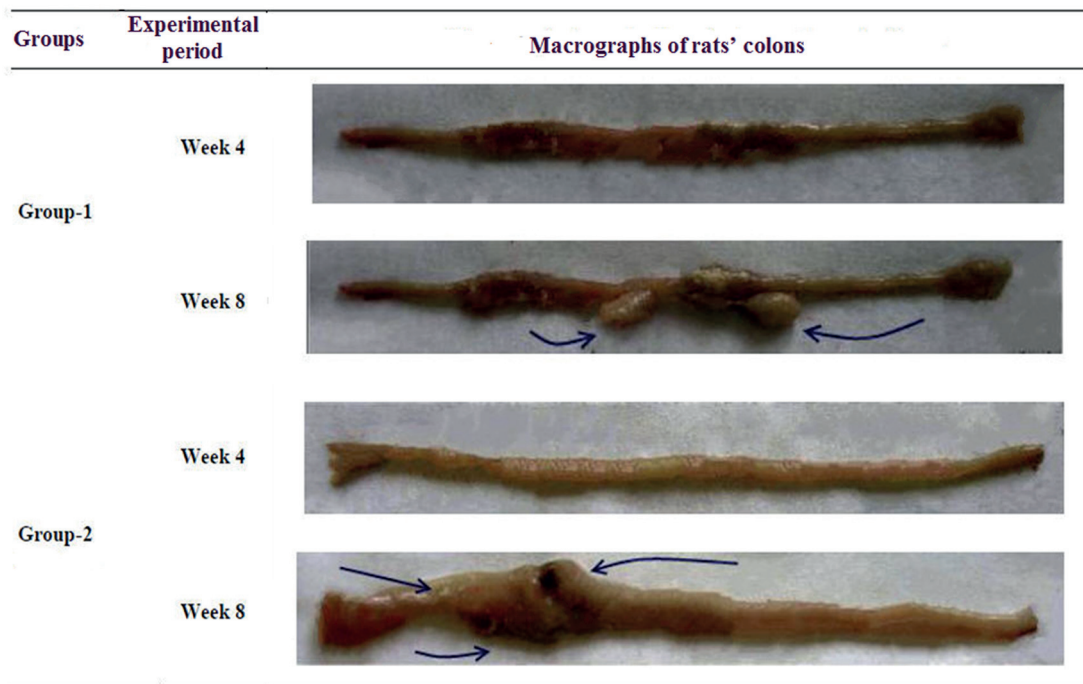 Groups
Experimental
period
Macrographs of rats’ colons
Week 4
Group-1
Week 8
Week 4
Group-2
Week 8